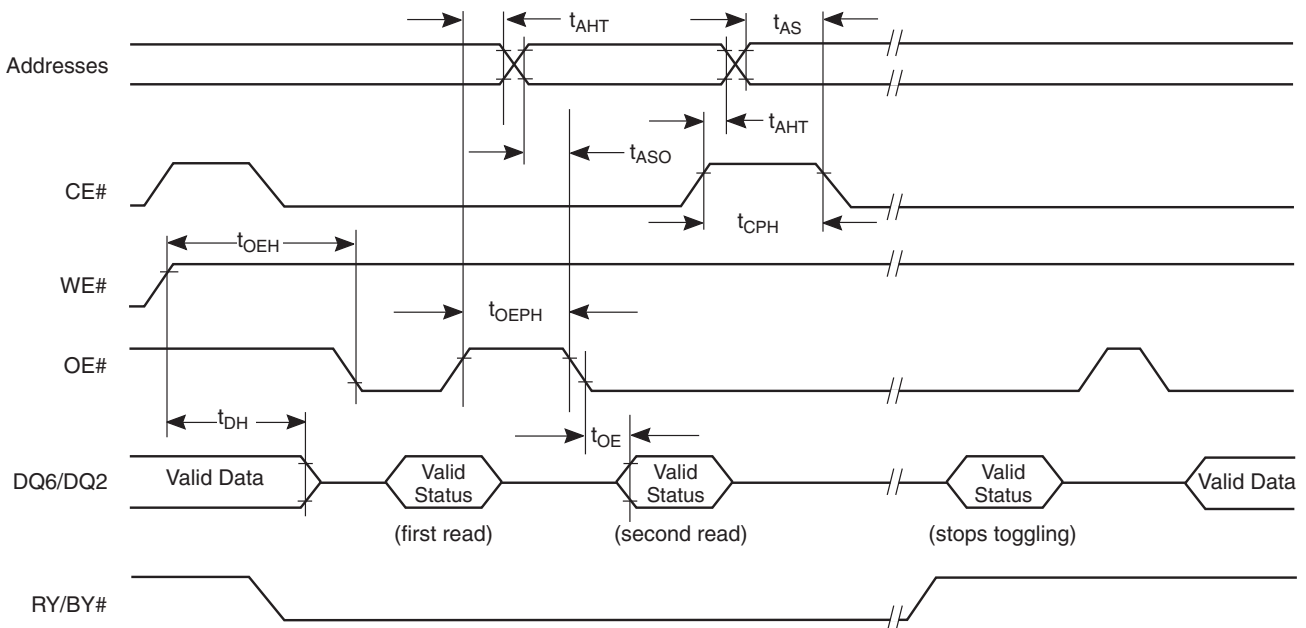 tAHT
tAS
Addresses
tAHT
tASO
CE#
tCPH
tOEH
WE#
tOEPH
OE#
tDH
tOE
DQ6/DQ2
Valid Data
Valid
Status
Valid
Status
Valid
Status
Valid Data
(first read)
(second read)
(stops toggling)
RY/BY#